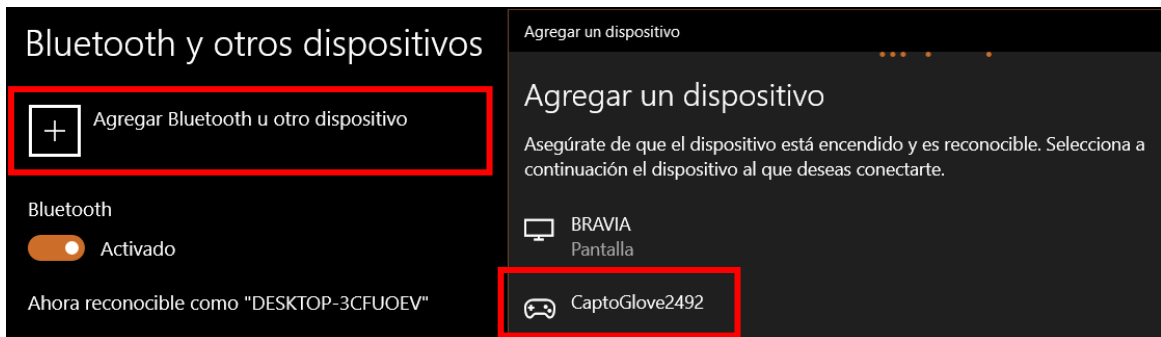 Bluetooth y otros dispositivos
Agregar Bluetooth u otro dispositivo
Bluetooth
Activado
Ahora reconocible como "DESKTOP-3CFUOEV"
Agregar un dispositivo
Agregar un dispositivo
Asegúrate de que el dispositivo está encendido y es reconocible. Selecciona a
continuación el dispositivo al que deseas conectarte.
BRAVIA
Pantalla
CaptoGlove2492